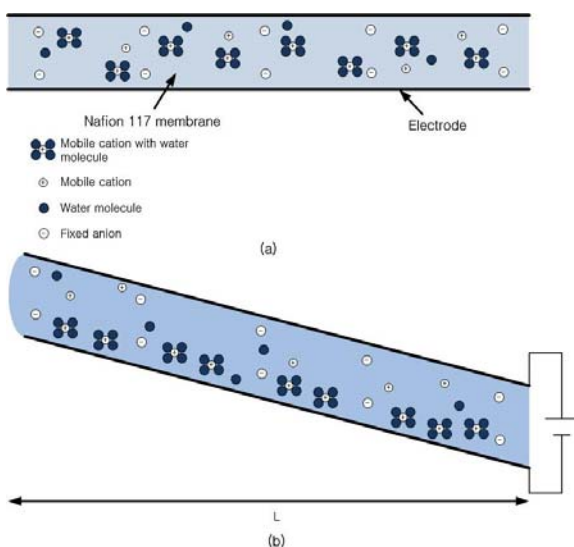 Nafion 117 membrane
Electrode
Mobile cation with water
molecule
Mobile cation
Water molecule
Fixed anion
(a)
L
(b)